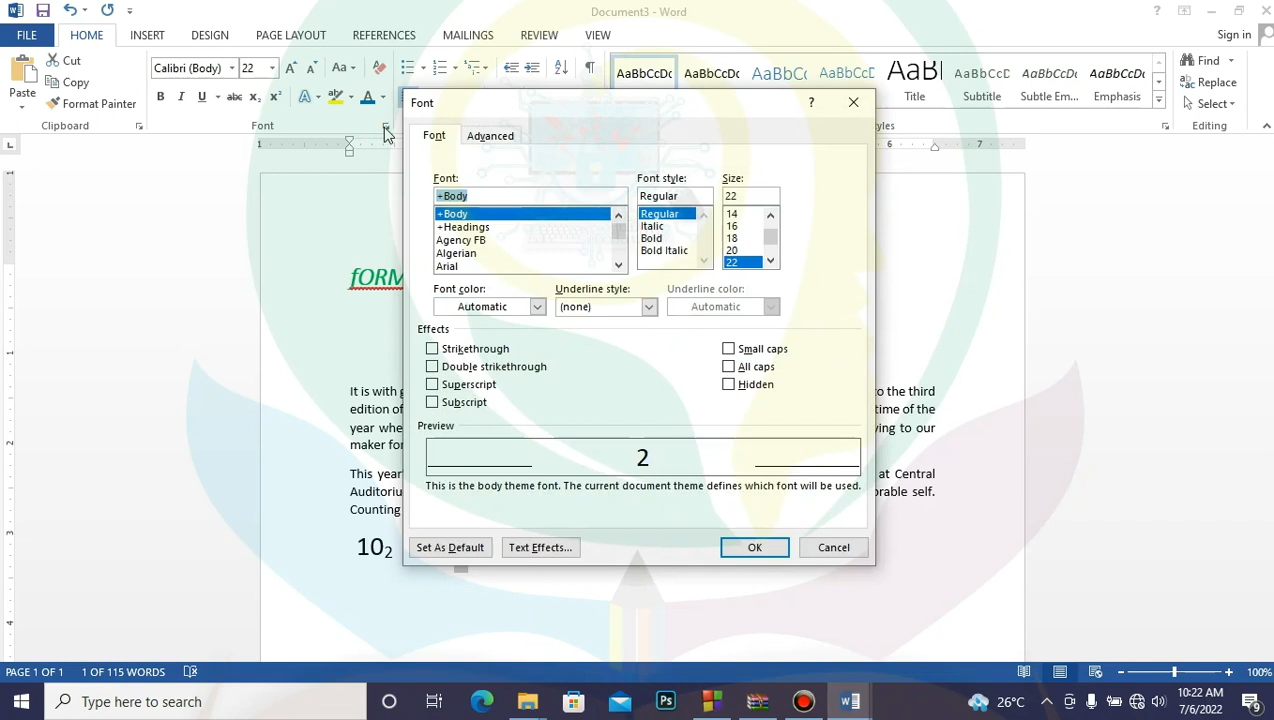 Document3 - Word
FILE HOME INSERT DESIGN PAGE LAYOUT REFERENCES MAILINGS REVIEW VIEW Sign in
Paste
Cut
Copy
Format Painter
Clipboard
Calibri (Body) 22
Font
AaBbCcDc AaBbCcDc AaBbCc AaBbCcC AaBl AaBbCcD AaBbCcDc AaBbCcDc
Title Subtitle Subtle Em... Emphasis
Find
Replace
Select
Editing
Font
Font Advanced
Font: Font style: Size:
+Body Regular 22
+Body Regular 14
+Headings Italic 16
Agency FB Bold 18
Algerian Bold Italic 20
Arial 22
Font color: Underline style: Underline color:
Automatic (none) Automatic
Effects
Strikethrough Small caps
Double strikethrough All caps
Superscript Hidden
Subscript
Preview
2
This is the body theme font. The current document theme defines which font will be used.
Set As Default Text Effects... OK Cancel
fORM
It is with to the third
edition of time of the
year whe ying to our
maker for
This year at Central
Auditoriu orable self.
Counting
10₂
PAGE 1 OF 1 1 OF 115 WORDS 100%
Type here to search
26°C
10:22 AM
7/6/2022